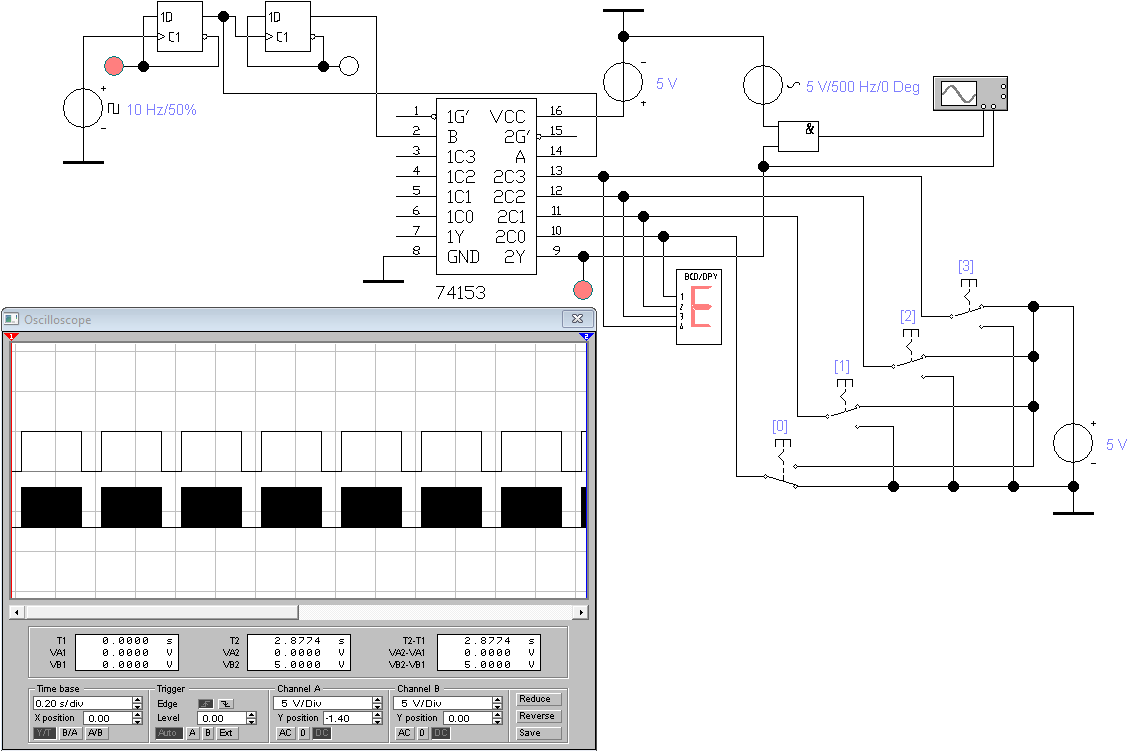 1D
C1
1D
C1
10 Hz/50%
+
-
-
+
5 V
5 V/500 Hz/0 Deg
&
1 1G' VCC 16
2 B 2G' 15
3 1C3 A 14
4 1C2 2C3 13
5 1C1 2C2 12
6 1C0 2C1 11
7 1Y 2C0 10
8 GND 2Y 9
74153
BCD/DPY
1
2
3
4
E
[3]
[2]
[1]
[0]
+
-
5 V
Oscilloscope
1 2
T1 0.0000 s T2 2.8774 s T2-T1 2.8774 s
VA1 0.0000 V VA2 0.0000 V VA2-VA1 0.0000 V
VB1 0.0000 V VB2 5.0000 V VB2-VB1 5.0000 V
Time base Trigger Channel A Channel B
0.20 s/div Edge 5 V/Div 5 V/Div Reduce
X position 0.00 Level 0.00 Y position -1.40 Y position 0.00 Reverse
Y/T B/A A/B Auto A B Ext AC 0 DC AC 0 DC Save